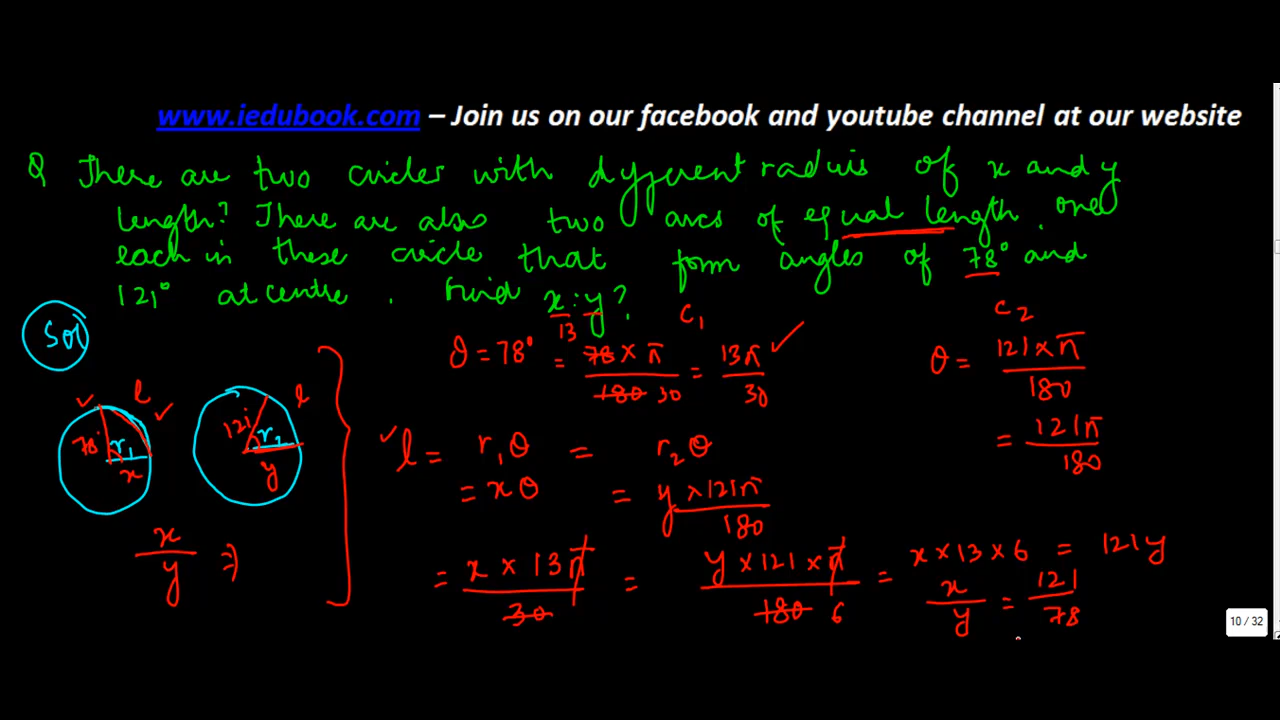 www.iedubook.com – Join us on our facebook and youtube channel at our website
Q There are two circles with dyfferent radius of x and y
length? There are also two arcs of equal length. one
each in these circle that form angles of 78° and
121° at centre. Find x:y?
Sol
13
C1
C2
θ = 78° = 78 × π / 180 30 = 13π / 30
θ = 121 × π / 180
= 121π / 180
l
78°
r1
x
l
121
r2
y
l = r1θ = r2θ
= xθ = y × 121π / 180
x / y ⇒
= x × 13π / 30 = y × 121 × π / 180 6 = x × 13 × 6 = 121y
x / y = 121 / 78
10 / 32